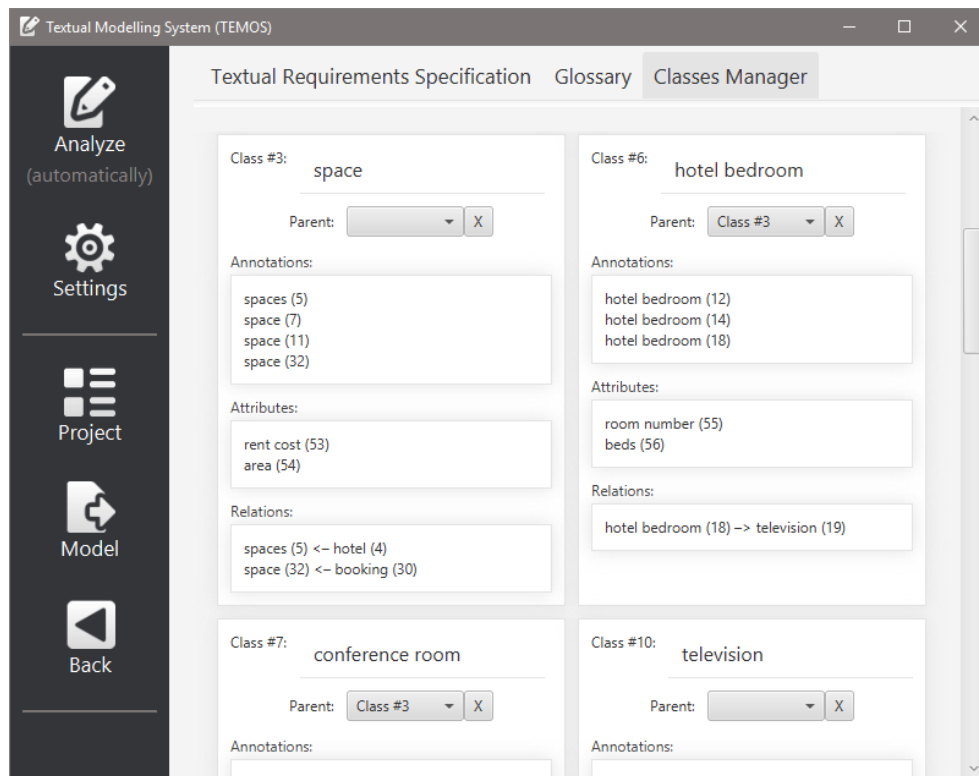 Textual Modelling System (TEMOS)
Analyze
(automatically)
Settings
Project
Model
Back
Textual Requirements Specification Glossary Classes Manager
Class #3: space
Parent: X
Annotations:
spaces (5)
space (7)
space (11)
space (32)
Attributes:
rent cost (53)
area (54)
Relations:
spaces (5) <– hotel (4)
space (32) <– booking (30)
Class #6: hotel bedroom
Parent: Class #3 X
Annotations:
hotel bedroom (12)
hotel bedroom (14)
hotel bedroom (18)
Attributes:
room number (55)
beds (56)
Relations:
hotel bedroom (18) –> television (19)
Class #7: conference room
Parent: Class #3 X
Annotations:
Class #10: television
Parent: X
Annotations: